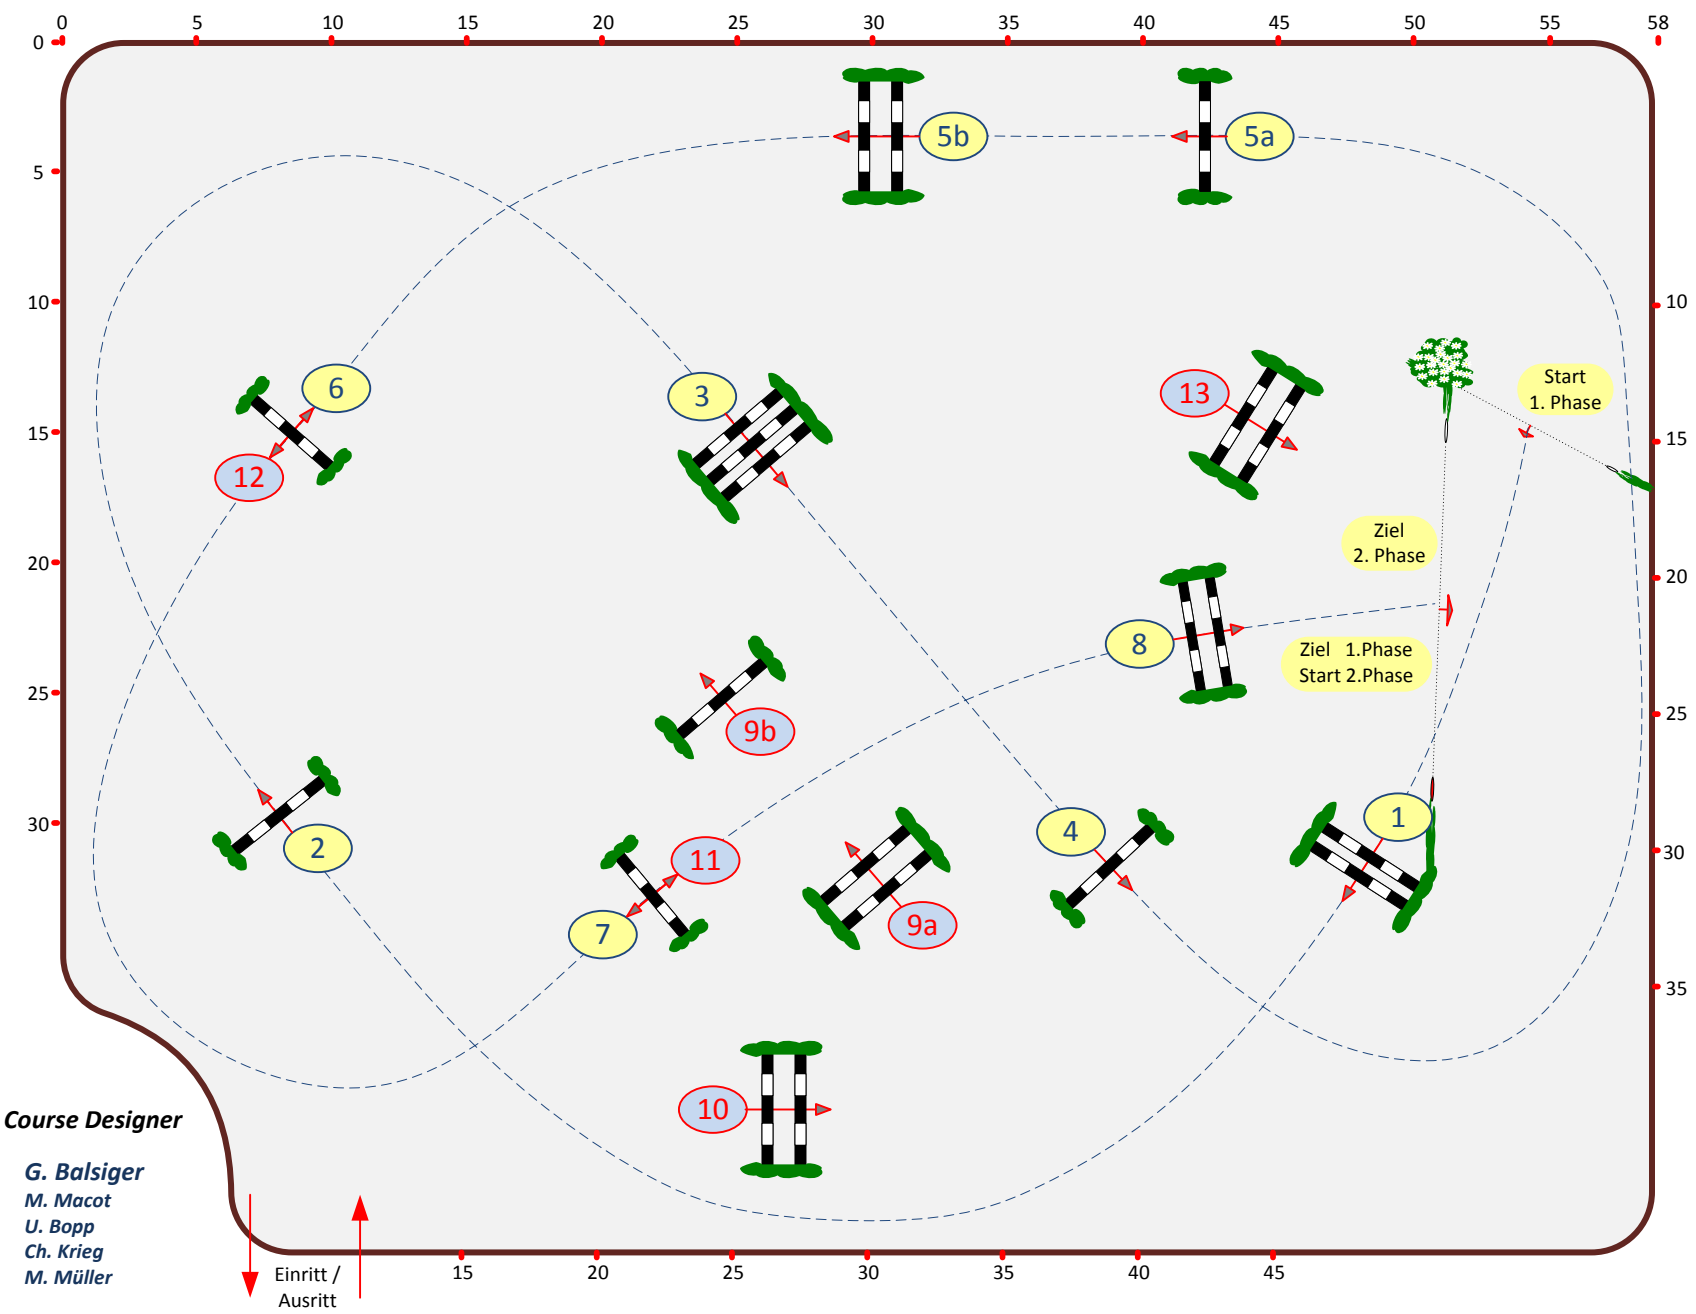 0 5 10 15 20 25 30 35 40 45 50 55 58
0
5b
5a
5
10
10
6
3
13
Start
1. Phase
15
15
12
Ziel
2. Phase
20
20
8
Ziel 1.Phase
Start 2.Phase
25
25
9b
30
1
4
2
11
30
7
9a
35
10
Course Designer
G. Balsiger
M. Macot
U. Bopp
Ch. Krieg
M. Müller
Einritt /
Ausritt
15 20 25 30 35 40 45